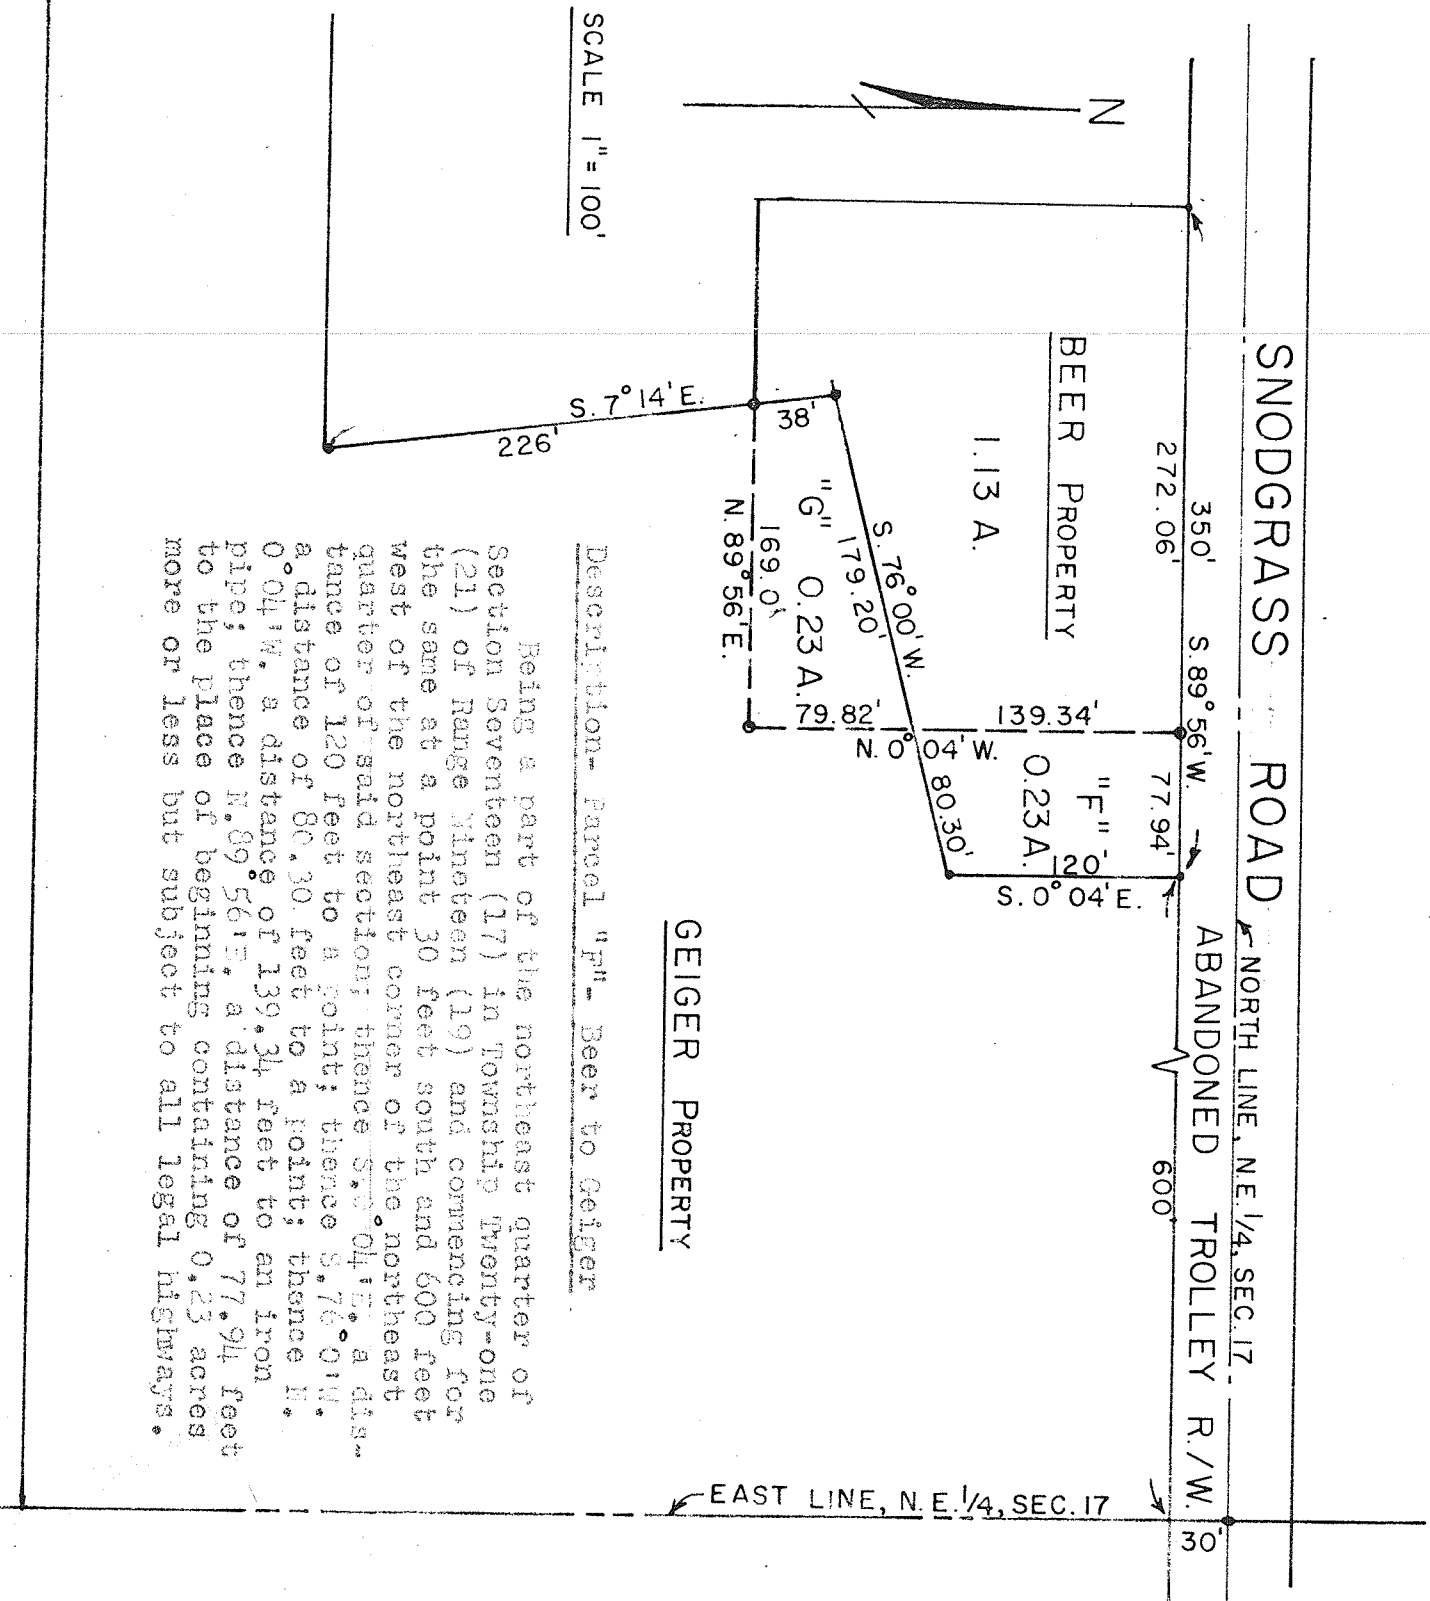 SNODGRASS ROAD
NORTH LINE, N.E. 1/4, SEC. 17
ABANDONED TROLLEY R./W.
30'
350' S. 89° 56' W.
272.06' 77.94' 600'
N
BEER PROPERTY
1.13 A.
"F"
0.23 A.
120'
S. 0° 04' E.
139.34'
N. 0° 04' W.
80.30'
79.82'
S. 76° 00' W.
179.20'
"G" 0.23 A.
38'
169.0'
N. 89° 56' E.
S. 7° 14' E.
226'
GEIGER PROPERTY
EAST LINE, N.E. 1/4, SEC. 17
SCALE 1" = 100'
Description- Parcel "F"- Beer to Geiger
Being a part of the northeast quarter of
Section Seventeen (17) in Township Twenty-one
(21) of Range Nineteen (19) and commencing for
the same at a point 30 feet south and 600 feet
west of the northeast corner of the northeast
quarter of said section; thence S.0°04'E. a dis-
tance of 120 feet to a point; thence S.76°0'W.
a distance of 80.30 feet to a point; thence N.
0°04'W. a distance of 139.34 feet to an iron
pipe; thence N.89°56'E. a distance of 77.94 feet
to the place of beginning containing 0.23 acres
more or less but subject to all legal highways.